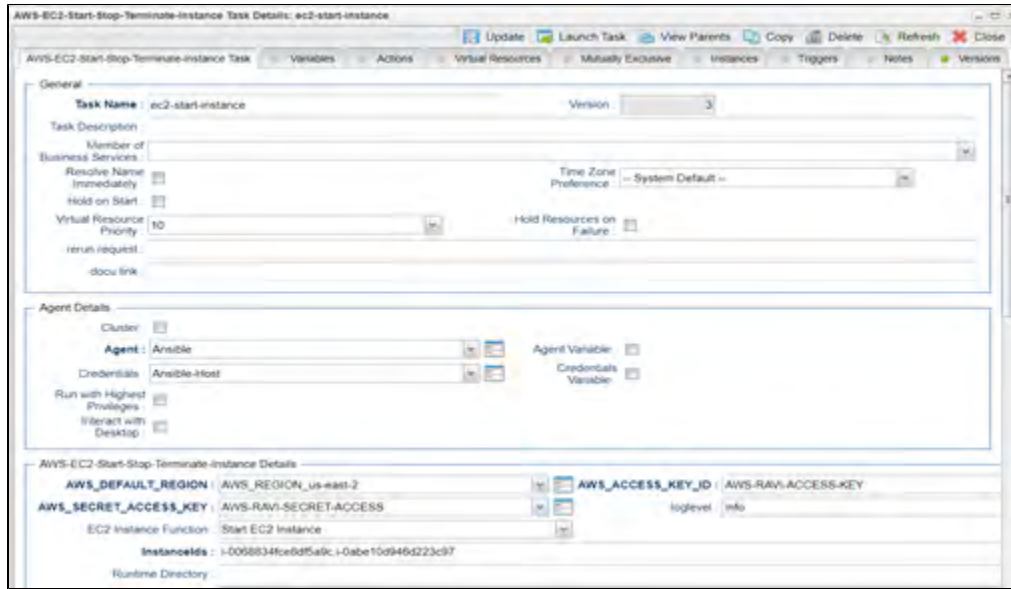 AWS-EC2-Start-Stop-Terminate-Instance Task Details: ec2-start-instance
Update Launch Task View Parents Copy Delete Refresh Close
AWS-EC2-Start-Stop-Terminate-Instance Task Variables Actions Virtual Resources Mutually Exclusive Instances Triggers Notes Versions
General
Task Name : ec2-start-instance Version : 3
Task Description :
Member of Business Services :
Resolve Name Immediately : Time Zone Preference : -- System Default --
Hold on Start :
Virtual Resource Priority : 10 Hold Resources on Failure :
rerun request :
docu link :
Agent Details
Cluster :
Agent : Ansible Agent Variable :
Credentials : Ansible-Host Credentials Variable :
Run with Highest Privileges :
Interact with Desktop :
AWS-EC2-Start-Stop-Terminate-Instance Details
AWS_DEFAULT_REGION : AWS_REGION_us-east-2 AWS_ACCESS_KEY_ID : AWS-RAVI-ACCESS-KEY
AWS_SECRET_ACCESS_KEY : AWS-RAVI-SECRET-ACCESS loglevel : info
EC2 Instance Function : Start EC2 Instance
InstanceIds : i-0068834fce8df5a9c,i-0abe10d946d223c97
Runtime Directory :